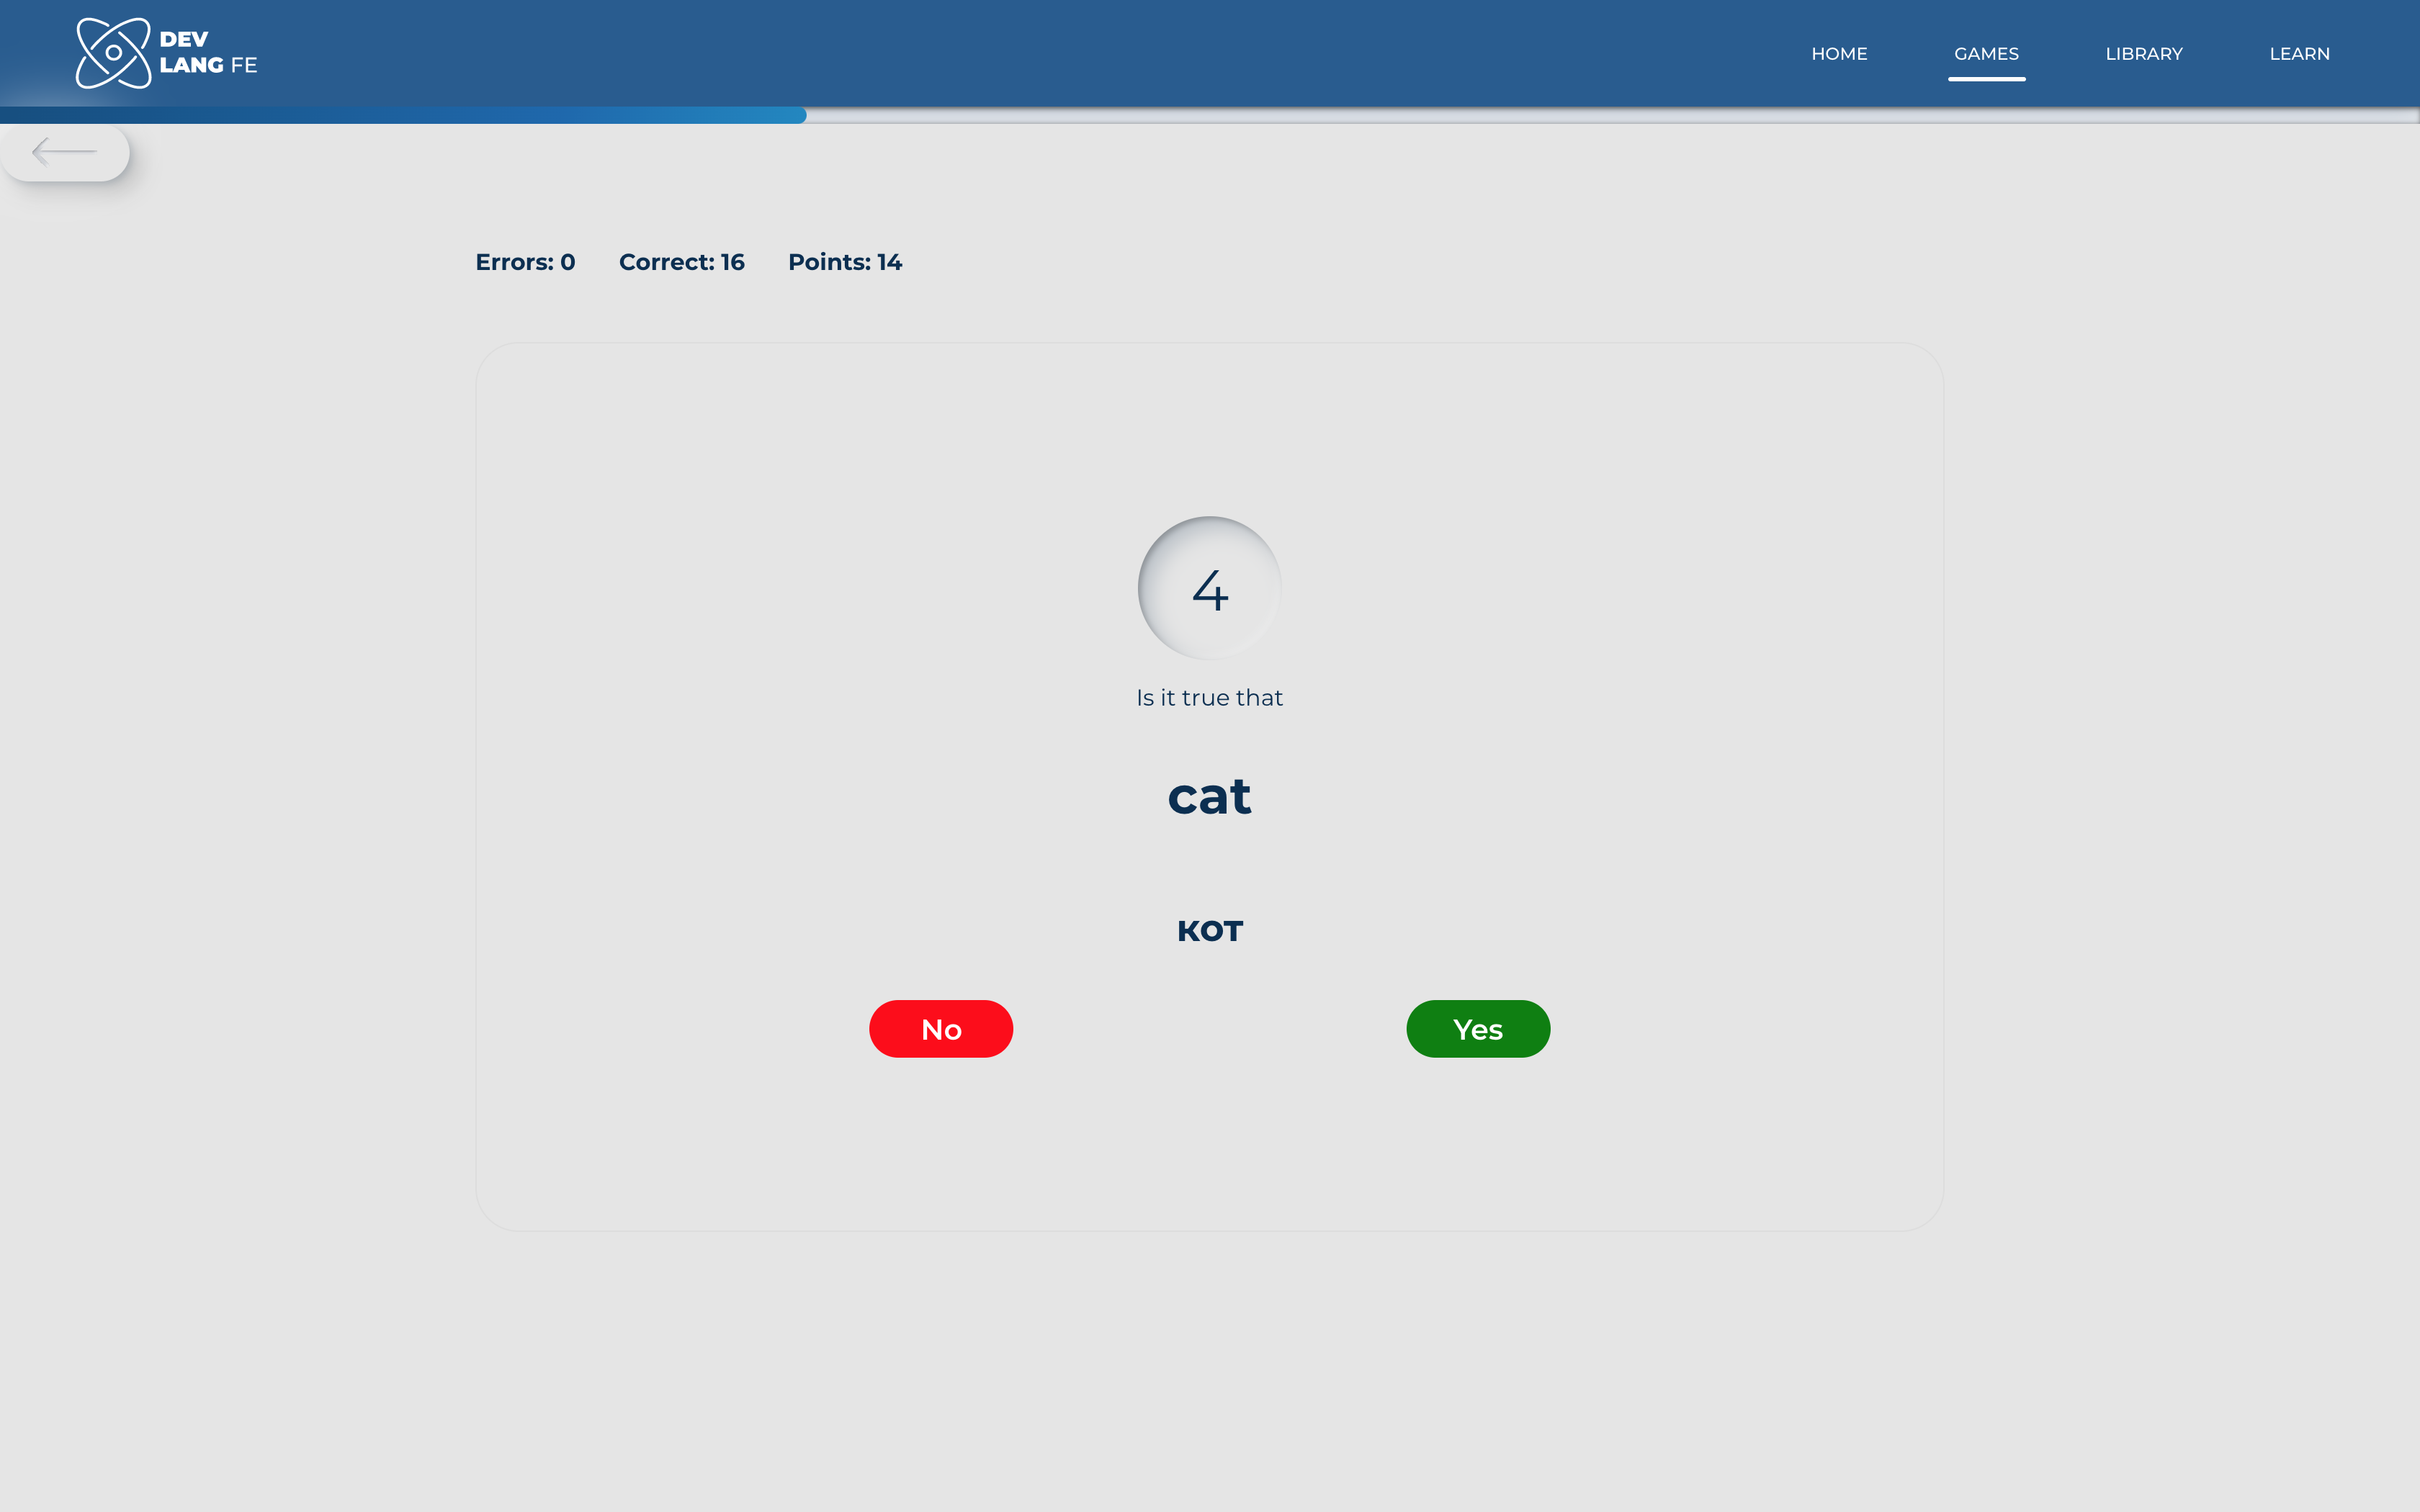 DEV
LANG FE
HOME GAMES LIBRARY LEARN
Errors: 0 Correct: 16 Points: 14
4
Is it true that
cat
кот
No Yes